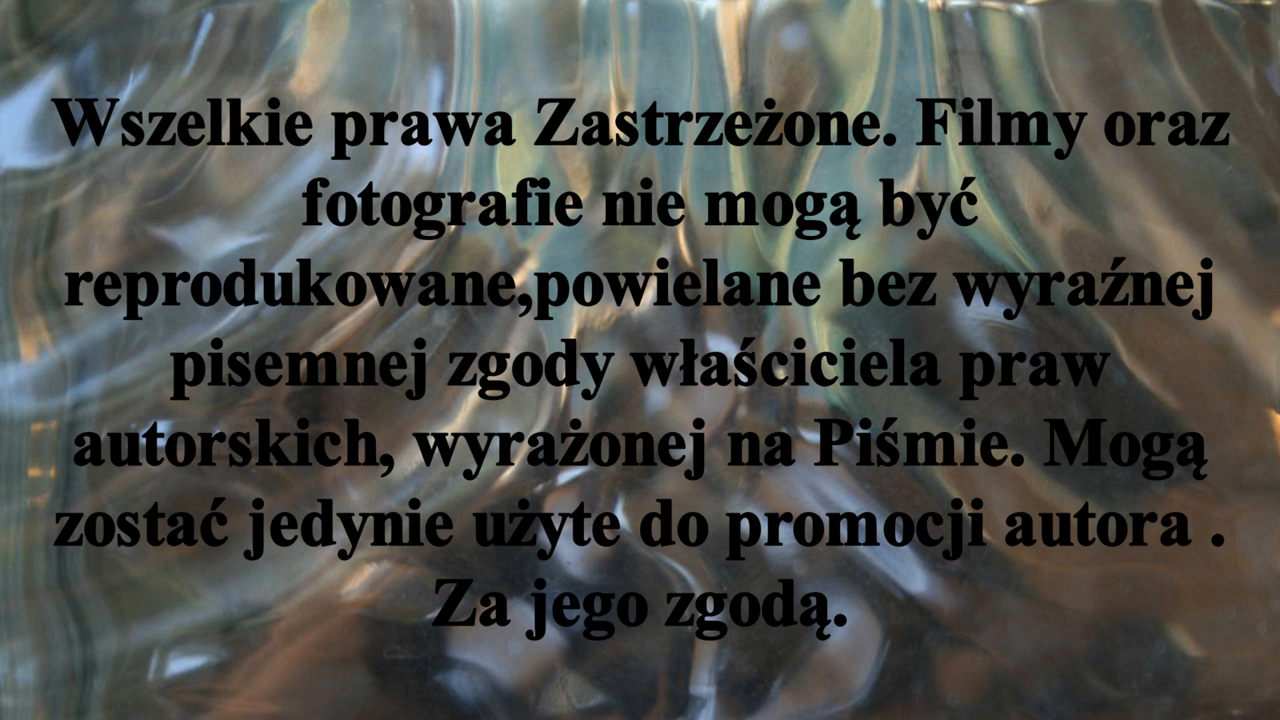 Wszelkie prawa Zastrzeżone. Filmy oraz
fotografie nie mogą być
reprodukowane,powielane bez wyraźnej
pisemnej zgody właściciela praw
autorskich, wyrażonej na Piśmie. Mogą
zostać jedynie użyte do promocji autora .
Za jego zgodą.